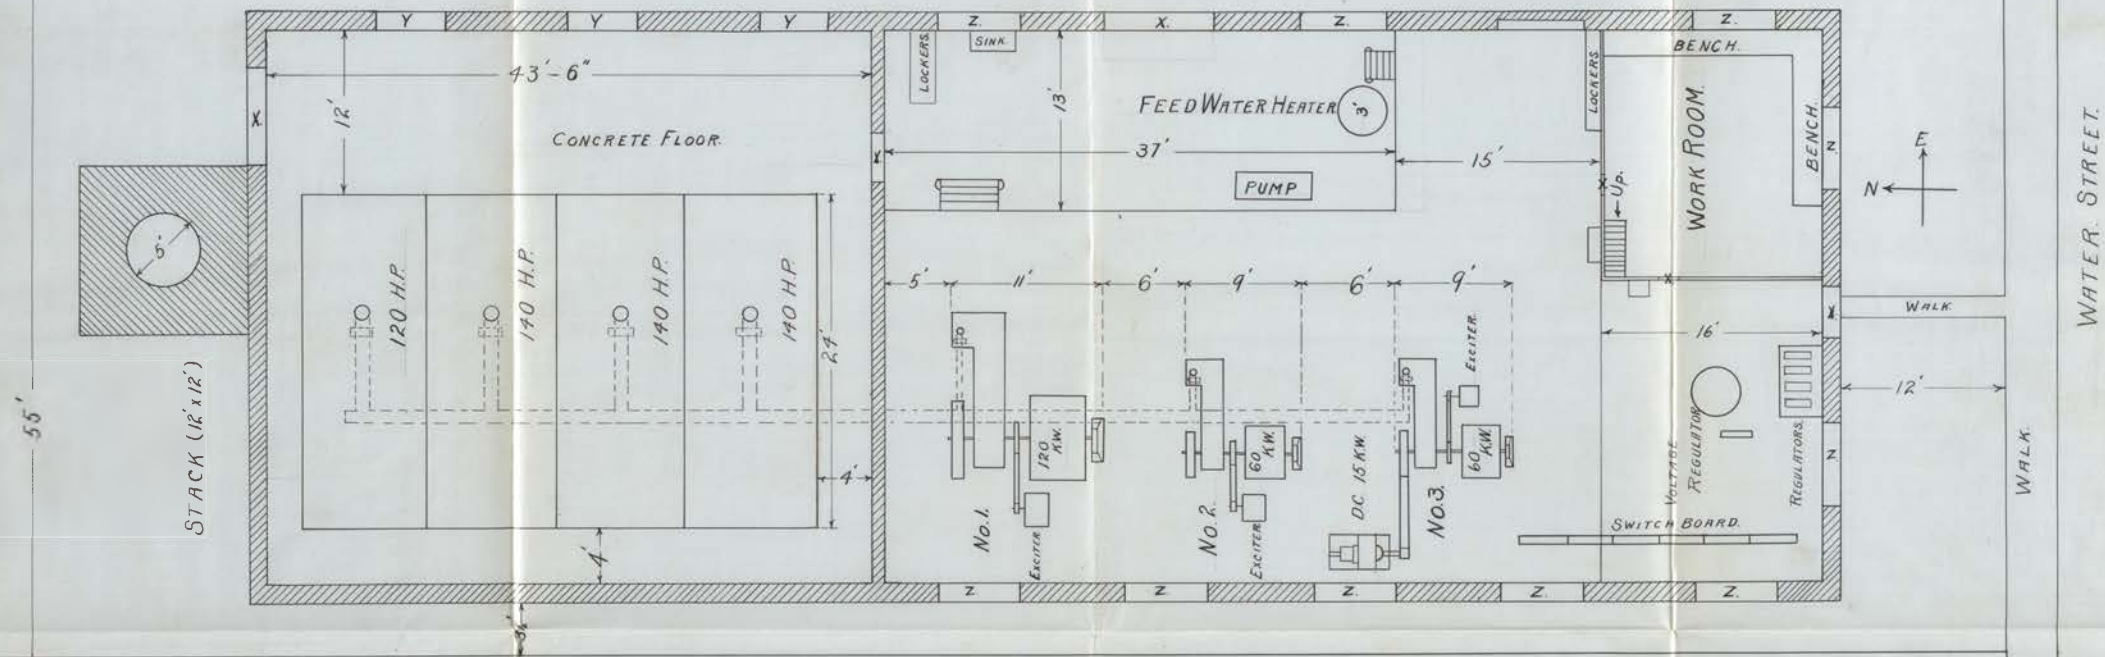 Y
Y
Y
Z.
X.
Z.
Z.
43'-6"
12'
CONCRETE FLOOR.
X.
LOCKERS
SINK.
13'
FEED WATER HEATER
3'
37'
PUMP
15'
LOCKERS
BENCH.
WORK ROOM.
BENCH.
Z
X
Up.
E
N
WATER. STREET.
5'
STACK (12' x 12')
55'
120 H.P.
140 H.P.
140 H.P.
140 H.P.
24'
4'
4'
5'
11'
6'
9'
6'
9'
X
16'
X.
WALK.
12'
WALK.
120 K.W.
No.1.
EXCITER
60 K.W.
No. 2.
EXCITER
D.C. 15 K.W.
No.3.
EXCITER.
60 K.W.
VOLTAGE REGULATOR
REGULATORS.
Z
SWITCH BOARD.
Z
Z.
Z.
Z.
Z.